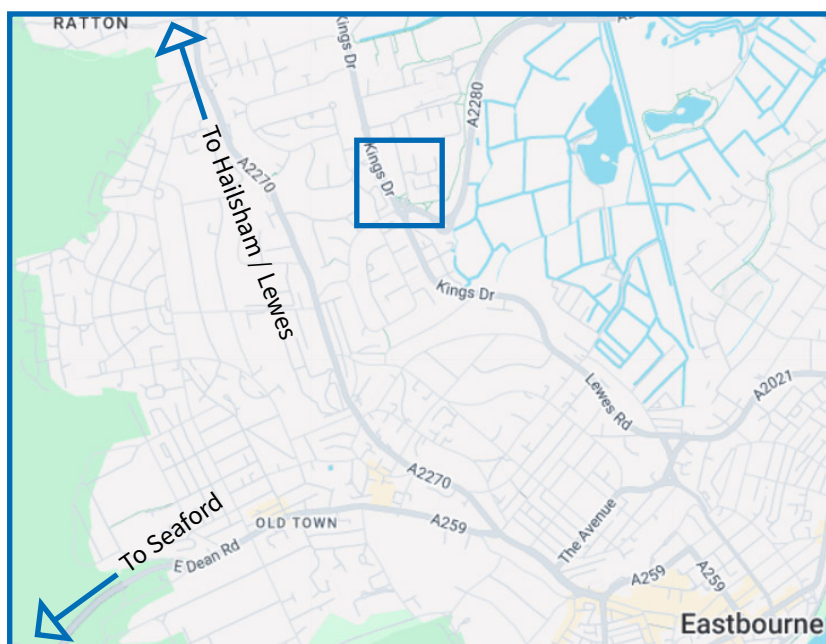 RATTON
Kings Dr
A2280
A2270
To Hailsham / Lewes
Kings Dr
Kings Dr
Lewes Rd
A2021
A2270
To Seaford
OLD TOWN
A259
E Dean Rd
The Avenue
A259
A259
Eastbourne